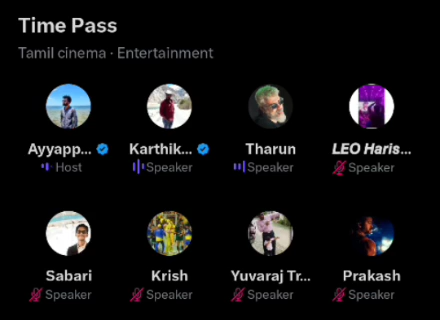 Time Pass
Tamil cinema · Entertainment
Ayyapp... Karthik... Tharun LEO Haris...
Host Speaker Speaker Speaker
Sabari Krish Yuvaraj Tr... Prakash
Speaker Speaker Speaker Speaker